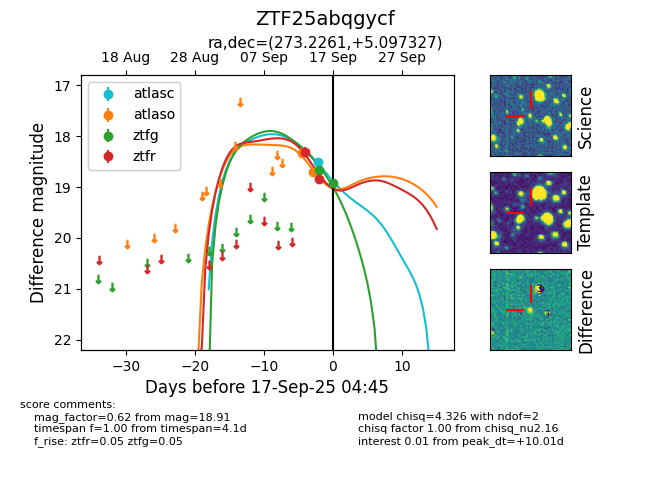 ZTF25abqgycf
ra,dec=(273.2261,+5.097327)
18 Aug 28 Aug 07 Sep 17 Sep 27 Sep
17
18
19
20
21
22
Difference magnitude
atlasc
atlaso
ztfg
ztfr
−30 −20 −10 0 10
Days before 17-Sep-25 04:45
Science
Template
Difference
score comments:
mag_factor=0.62 from mag=18.91
timespan f=1.00 from timespan=4.1d
f_rise: ztfr=0.05 ztfg=0.05
model chisq=4.326 with ndof=2
chisq factor 1.00 from chisq_nu2.16
interest 0.01 from peak_dt=+10.01d